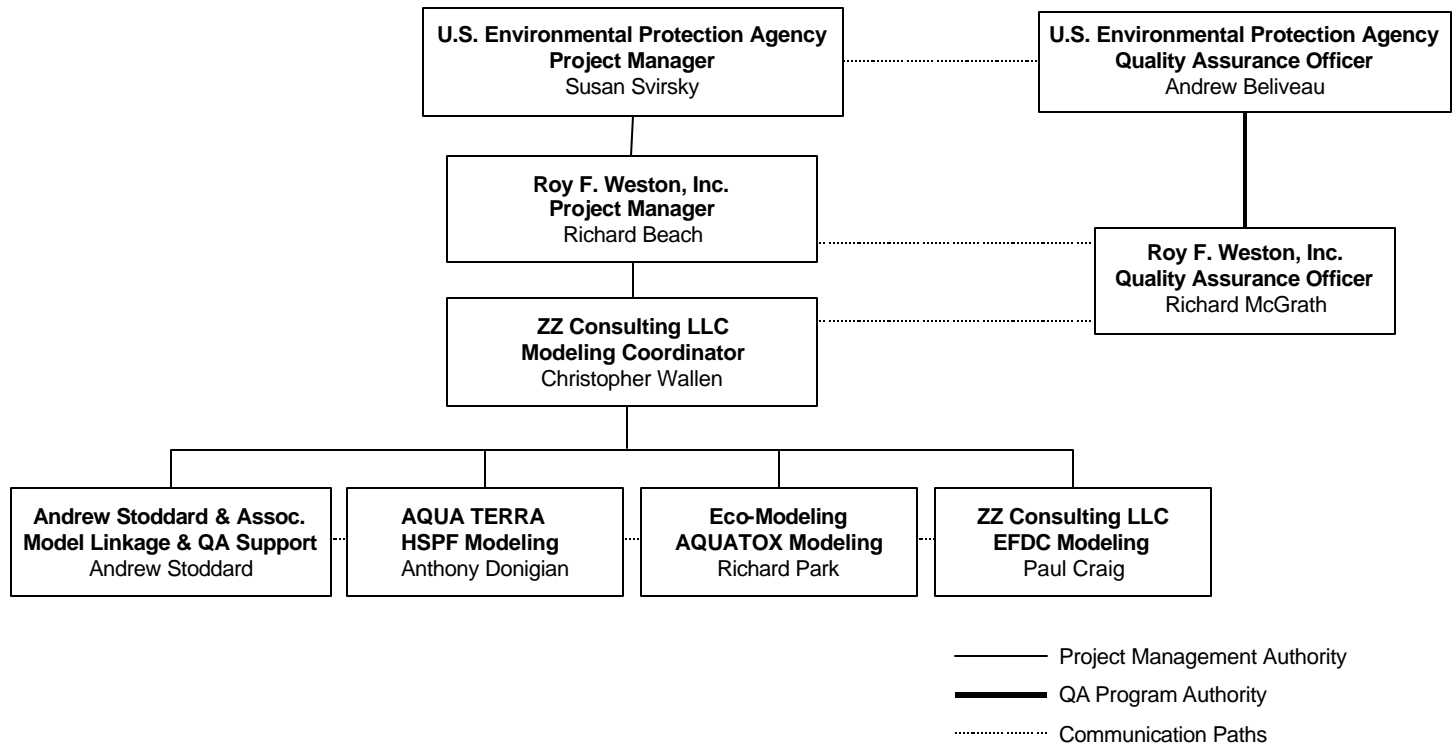 U.S. Environmental Protection Agency
Project Manager
Susan Svirsky
U.S. Environmental Protection Agency
Quality Assurance Officer
Andrew Beliveau
Roy F. Weston, Inc.
Project Manager
Richard Beach
Roy F. Weston, Inc.
Quality Assurance Officer
Richard McGrath
ZZ Consulting LLC
Modeling Coordinator
Christopher Wallen
Andrew Stoddard & Assoc.
Model Linkage & QA Support
Andrew Stoddard
AQUA TERRA
HSPF Modeling
Anthony Donigian
Eco-Modeling
AQUATOX Modeling
Richard Park
ZZ Consulting LLC
EFDC Modeling
Paul Craig
Project Management Authority
QA Program Authority
Communication Paths